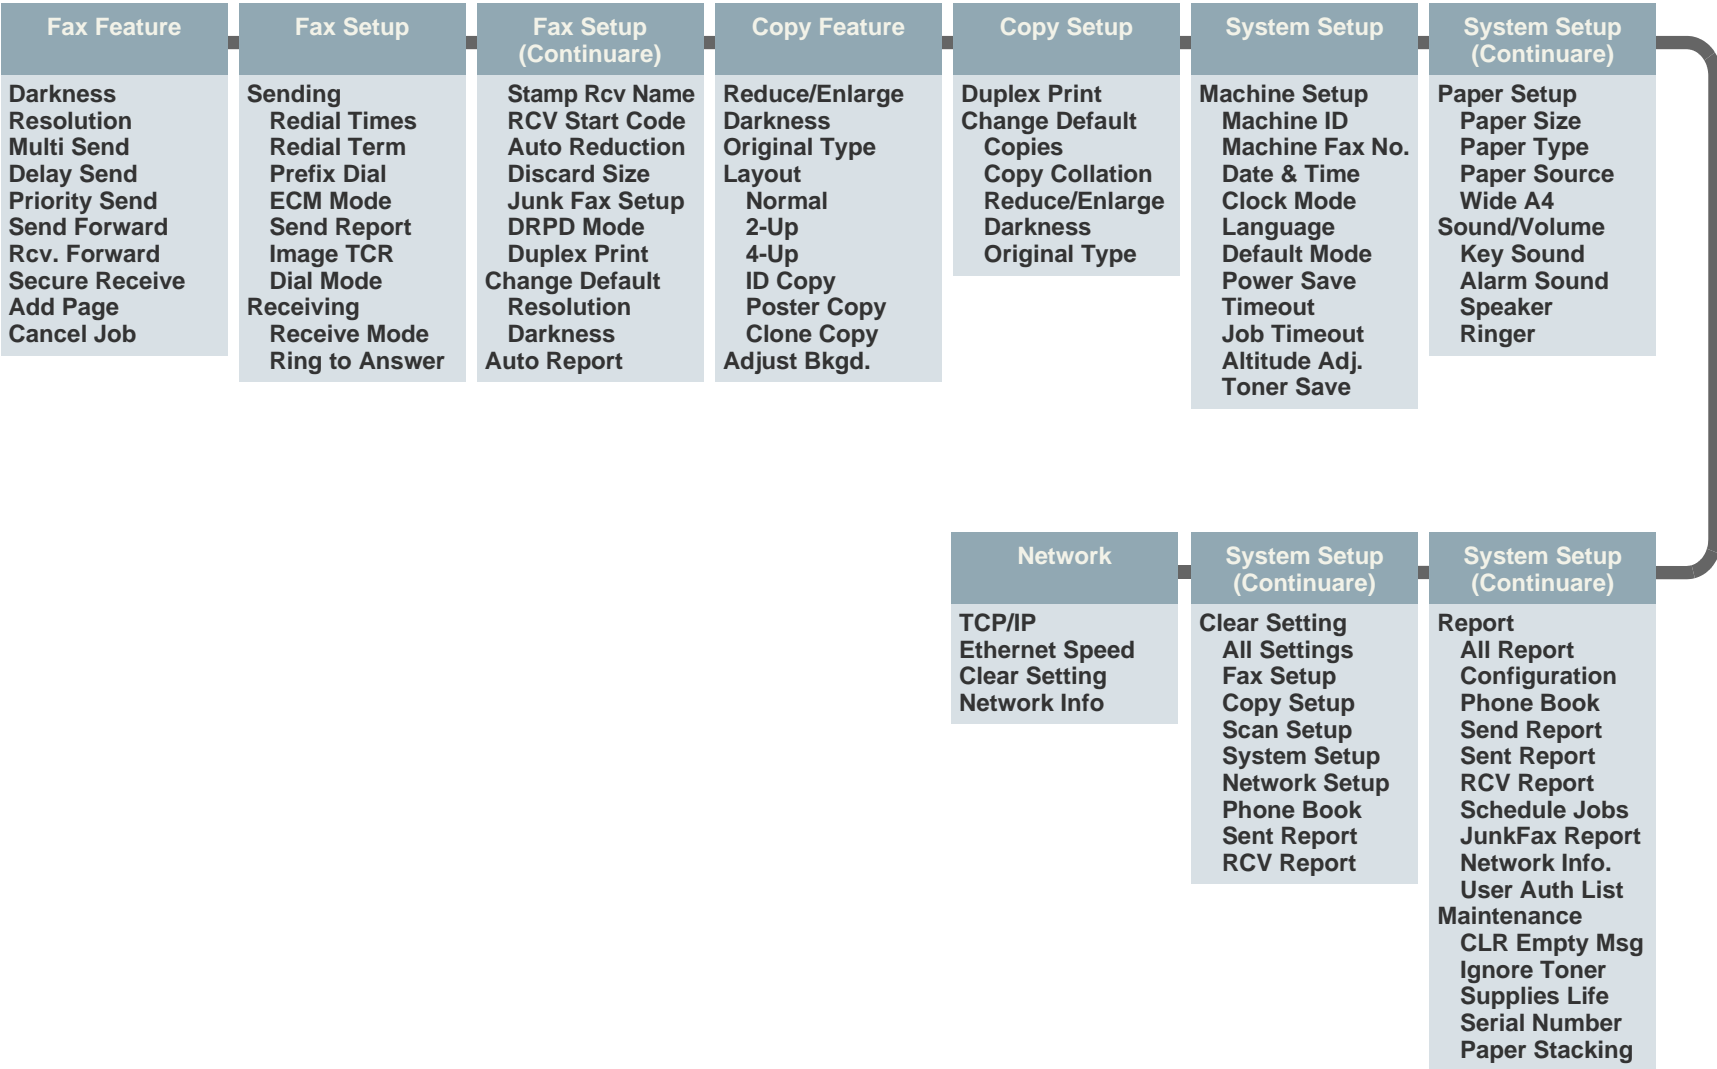 Fax Feature
Darkness
Resolution
Multi Send
Delay Send
Priority Send
Send Forward
Rcv. Forward
Secure Receive
Add Page
Cancel Job
Fax Setup
Sending
Redial Times
Redial Term
Prefix Dial
ECM Mode
Send Report
Image TCR
Dial Mode
Receiving
Receive Mode
Ring to Answer
Fax Setup
(Continuare)
Stamp Rcv Name
RCV Start Code
Auto Reduction
Discard Size
Junk Fax Setup
DRPD Mode
Duplex Print
Change Default
Resolution
Darkness
Auto Report
Copy Feature
Reduce/Enlarge
Darkness
Original Type
Layout
Normal
2-Up
4-Up
ID Copy
Poster Copy
Clone Copy
Adjust Bkgd.
Copy Setup
Duplex Print
Change Default
Copies
Copy Collation
Reduce/Enlarge
Darkness
Original Type
System Setup
Machine Setup
Machine ID
Machine Fax No.
Date & Time
Clock Mode
Language
Default Mode
Power Save
Timeout
Job Timeout
Altitude Adj.
Toner Save
System Setup
(Continuare)
Paper Setup
Paper Size
Paper Type
Paper Source
Wide A4
Sound/Volume
Key Sound
Alarm Sound
Speaker
Ringer
System Setup
(Continuare)
Report
All Report
Configuration
Phone Book
Send Report
Sent Report
RCV Report
Schedule Jobs
JunkFax Report
Network Info.
User Auth List
Maintenance
CLR Empty Msg
Ignore Toner
Supplies Life
Serial Number
Paper Stacking
System Setup
(Continuare)
Clear Setting
All Settings
Fax Setup
Copy Setup
Scan Setup
System Setup
Network Setup
Phone Book
Sent Report
RCV Report
Network
TCP/IP
Ethernet Speed
Clear Setting
Network Info